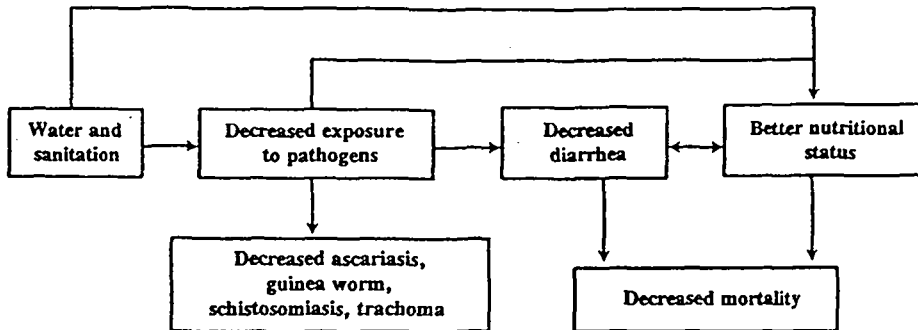 Water and
sanitation
Decreased exposure
to pathogens
Decreased
diarrhea
Better nutritional
status
Decreased ascariasis,
guinea worm,
schistosomiasis, trachoma
Decreased mortality